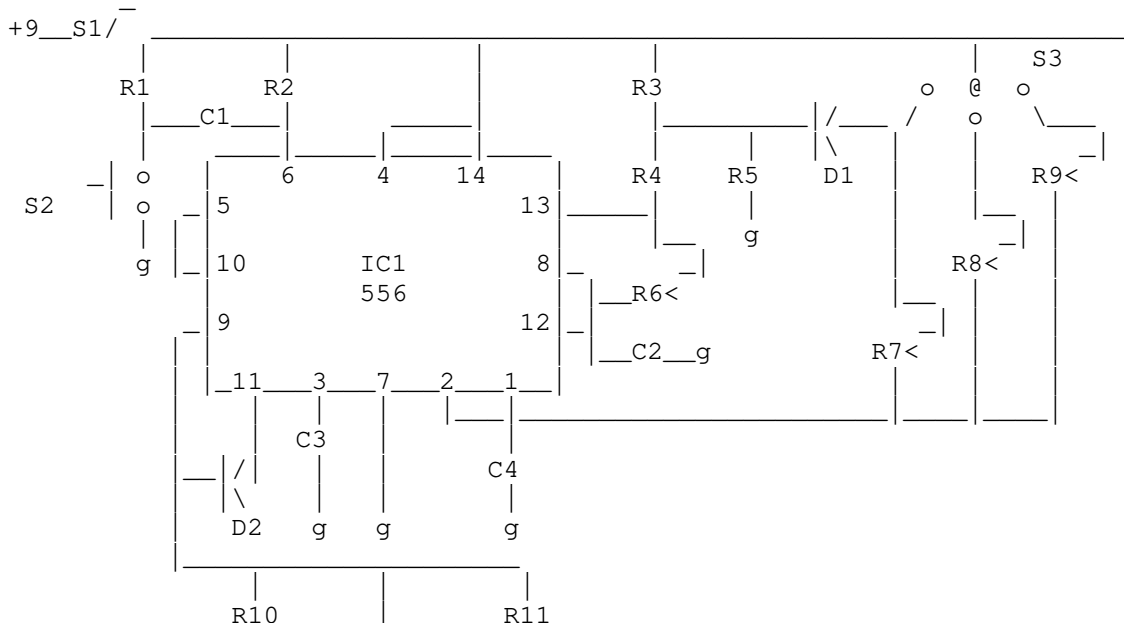 +9 S1
S3
R1 R2 R3 o @ o
C1 o
o 6 4 14 R4 R5 D1 R9<
S2 o 5 13
g
g 10 IC1 8 R8<
556 R6<
9 12
C2 g R7<
11 3 7 2 1
C3
C4
D2 g g g
R10 R11